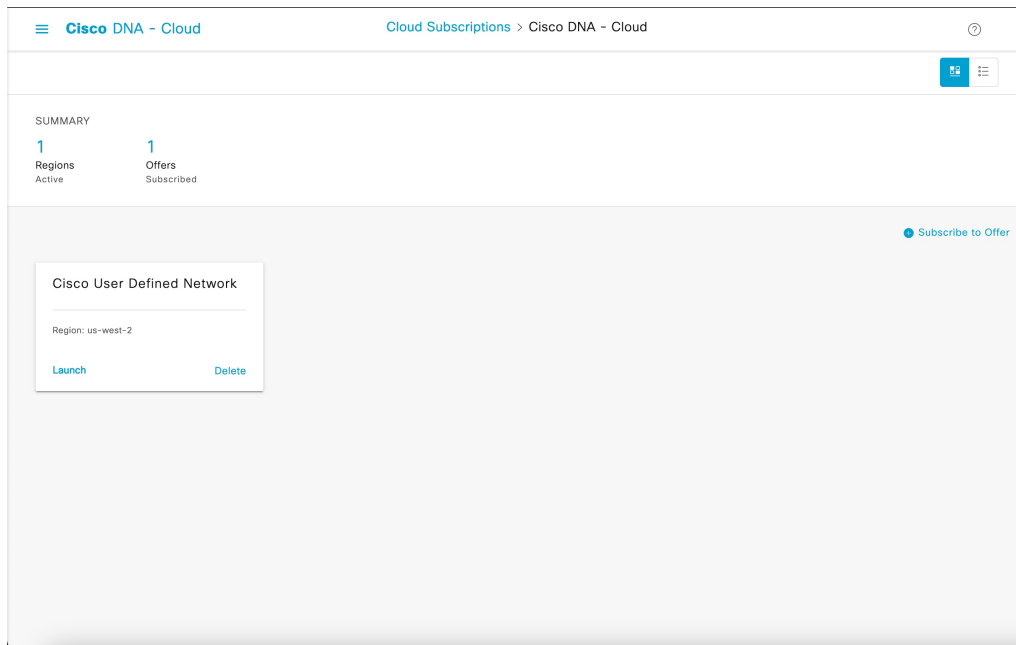 Cisco DNA - Cloud
Cloud Subscriptions > Cisco DNA - Cloud
SUMMARY
1 1
Regions Offers
Active Subscribed
Subscribe to Offer
Cisco User Defined Network
Region: us-west-2
Launch Delete